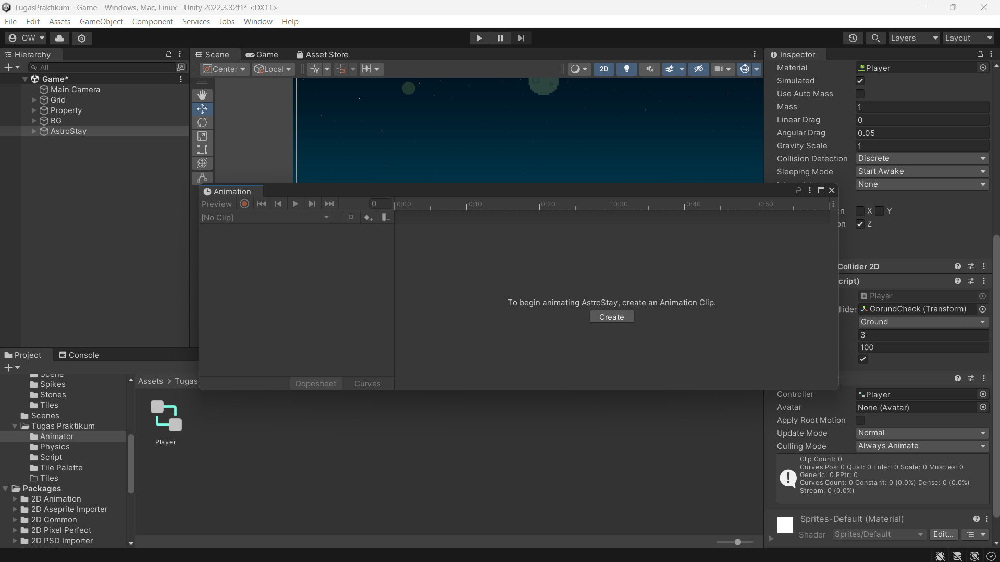 TugasPraktikum - Game - Windows, Mac, Linux - Unity 2022.3.32f1* <DX11>
File Edit Assets GameObject Component Services Jobs Window Help
OW
Layers
Layout
Hierarchy
All
Game*
Main Camera
Grid
Property
BG
AstroStay
Scene
Game
Asset Store
Center
Local
2D
Inspector
Material
Player
Simulated
Use Auto Mass
Mass
1
Linear Drag
0
Angular Drag
0.05
Gravity Scale
1
Collision Detection
Discrete
Sleeping Mode
Start Awake
None
on
X
Y
on
Z
Collider 2D
cript)
Player
llider
GorundCheck (Transform)
Ground
3
100
Animation
Preview
0
0:00
0:10
0:20
0:30
0:40
0:50
[No Clip]
To begin animating AstroStay, create an Animation Clip.
Create
Dopesheet
Curves
Project
Console
Spikes
Stones
Tiles
Scenes
Tugas Praktikum
Animator
Physics
Script
Tile Palette
Tiles
Packages
2D Animation
2D Aseprite Importer
2D Common
2D Pixel Perfect
2D PSD Importer
Assets > Tugas
Player
Controller
Player
Avatar
None (Avatar)
Apply Root Motion
Update Mode
Normal
Culling Mode
Always Animate
Clip Count: 0
Curves Pos: 0 Quat: 0 Euler: 0 Scale: 0 Muscles: 0
Generic: 0 PPtr: 0
Curves Count: 0 Constant: 0 (0.0%) Dense: 0 (0.0%)
Stream: 0 (0.0%)
Sprites-Default (Material)
Shader
Sprites/Default
Edit...